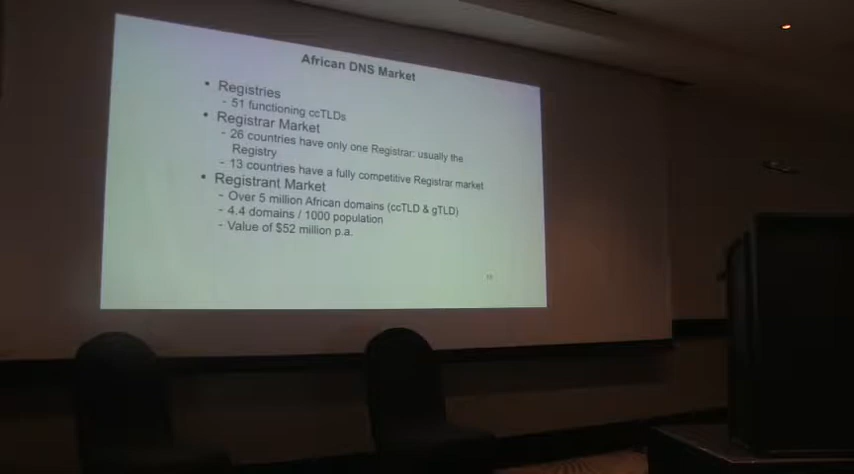 African DNS Market
• Registries
- 51 functioning ccTLDs
• Registrar Market
- 26 countries have only one Registrar: usually the
Registry
- 13 countries have a fully competitive Registrar market
• Registrant Market
- Over 5 million African domains (ccTLD & gTLD)
- 4.4 domains / 1000 population
- Value of $52 million p.a.